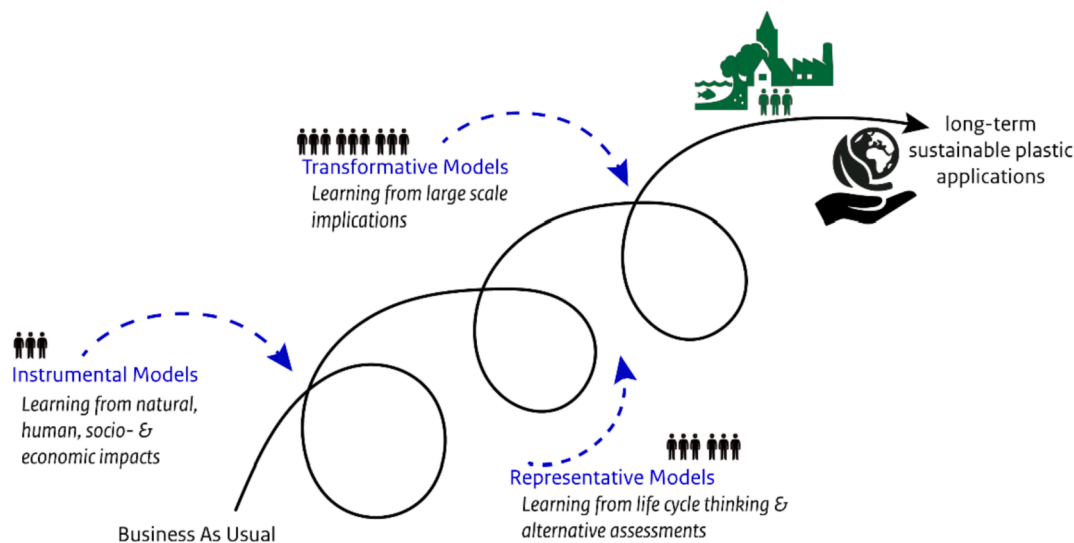 long-term
sustainable plastic
applications
Transformative Models
Learning from large scale
implications
Instrumental Models
Learning from natural,
human, socio- &
economic impacts
Representative Models
Learning from life cycle thinking &
alternative assessments
Business As Usual